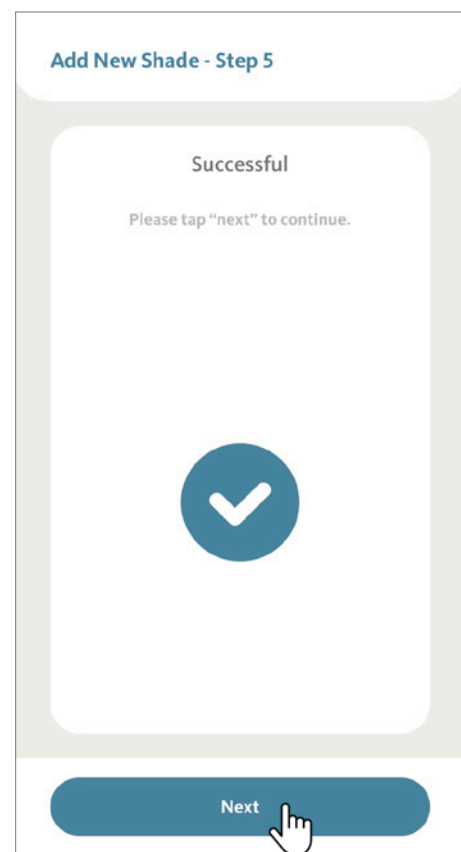 Add New Shade - Step 5
Successful
Please tap “next” to continue.
Next